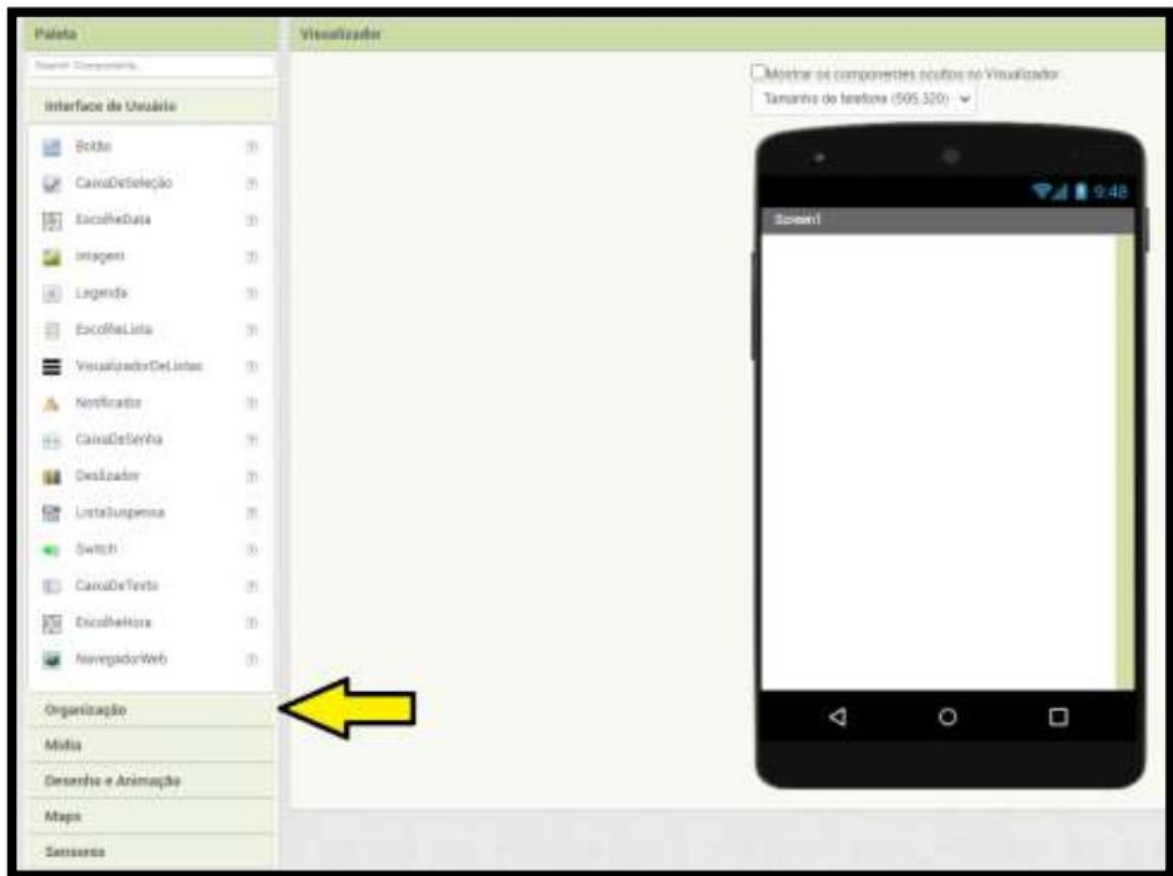 Paleta
Search Components...
Interface de Usuário
Botão
CaixaDeSeleção
EscolheData
Imagem
Legenda
EscolheLista
VisualizadorDeListas
Notificador
CaixaDeSenha
Deslizador
ListaSuspensa
Switch
CaixaDeTexto
EscolheHora
NavegadorWeb
Organização
Mídia
Desenho e Animação
Maps
Sensores
Visualizador
Mostrar os componentes ocultos no Visualizador
Tamanho do telefone (505,320)
9:48
Screen1